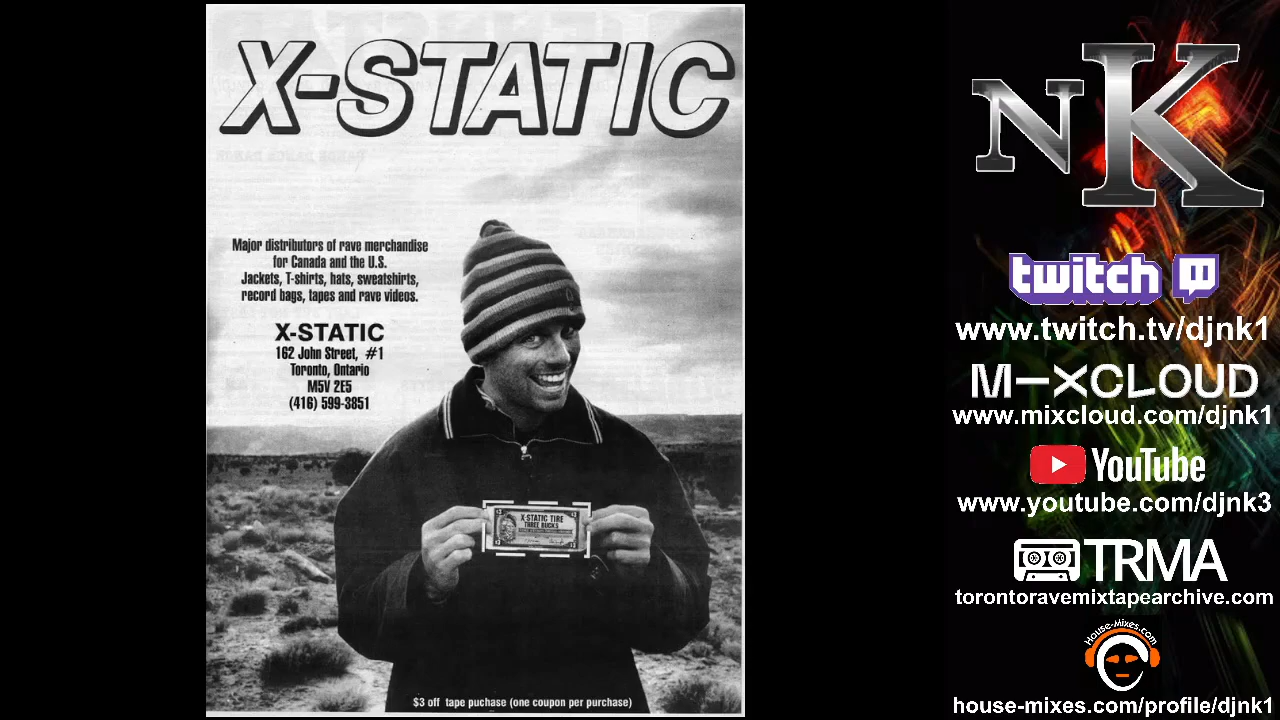 X-STATIC
Major distributors of rave merchandise
for Canada and the U.S.
Jackets, T-shirts, hats, sweatshirts,
record bags, tapes and rave videos.
X-STATIC
162 John Street, #1
Toronto, Ontario
M5V 2E5
(416) 599-3851
X-STATIC TIRE
THREE BUCKS
$3 off tape puchase (one coupon per purchase)
NK
twitch
www.twitch.tv/djnk1
M-XCLOUD
www.mixcloud.com/djnk1
YouTube
www.youtube.com/djnk3
TRMA
torontoravemixtapearchive.com
House-Mixes.com
house-mixes.com/profile/djnk1